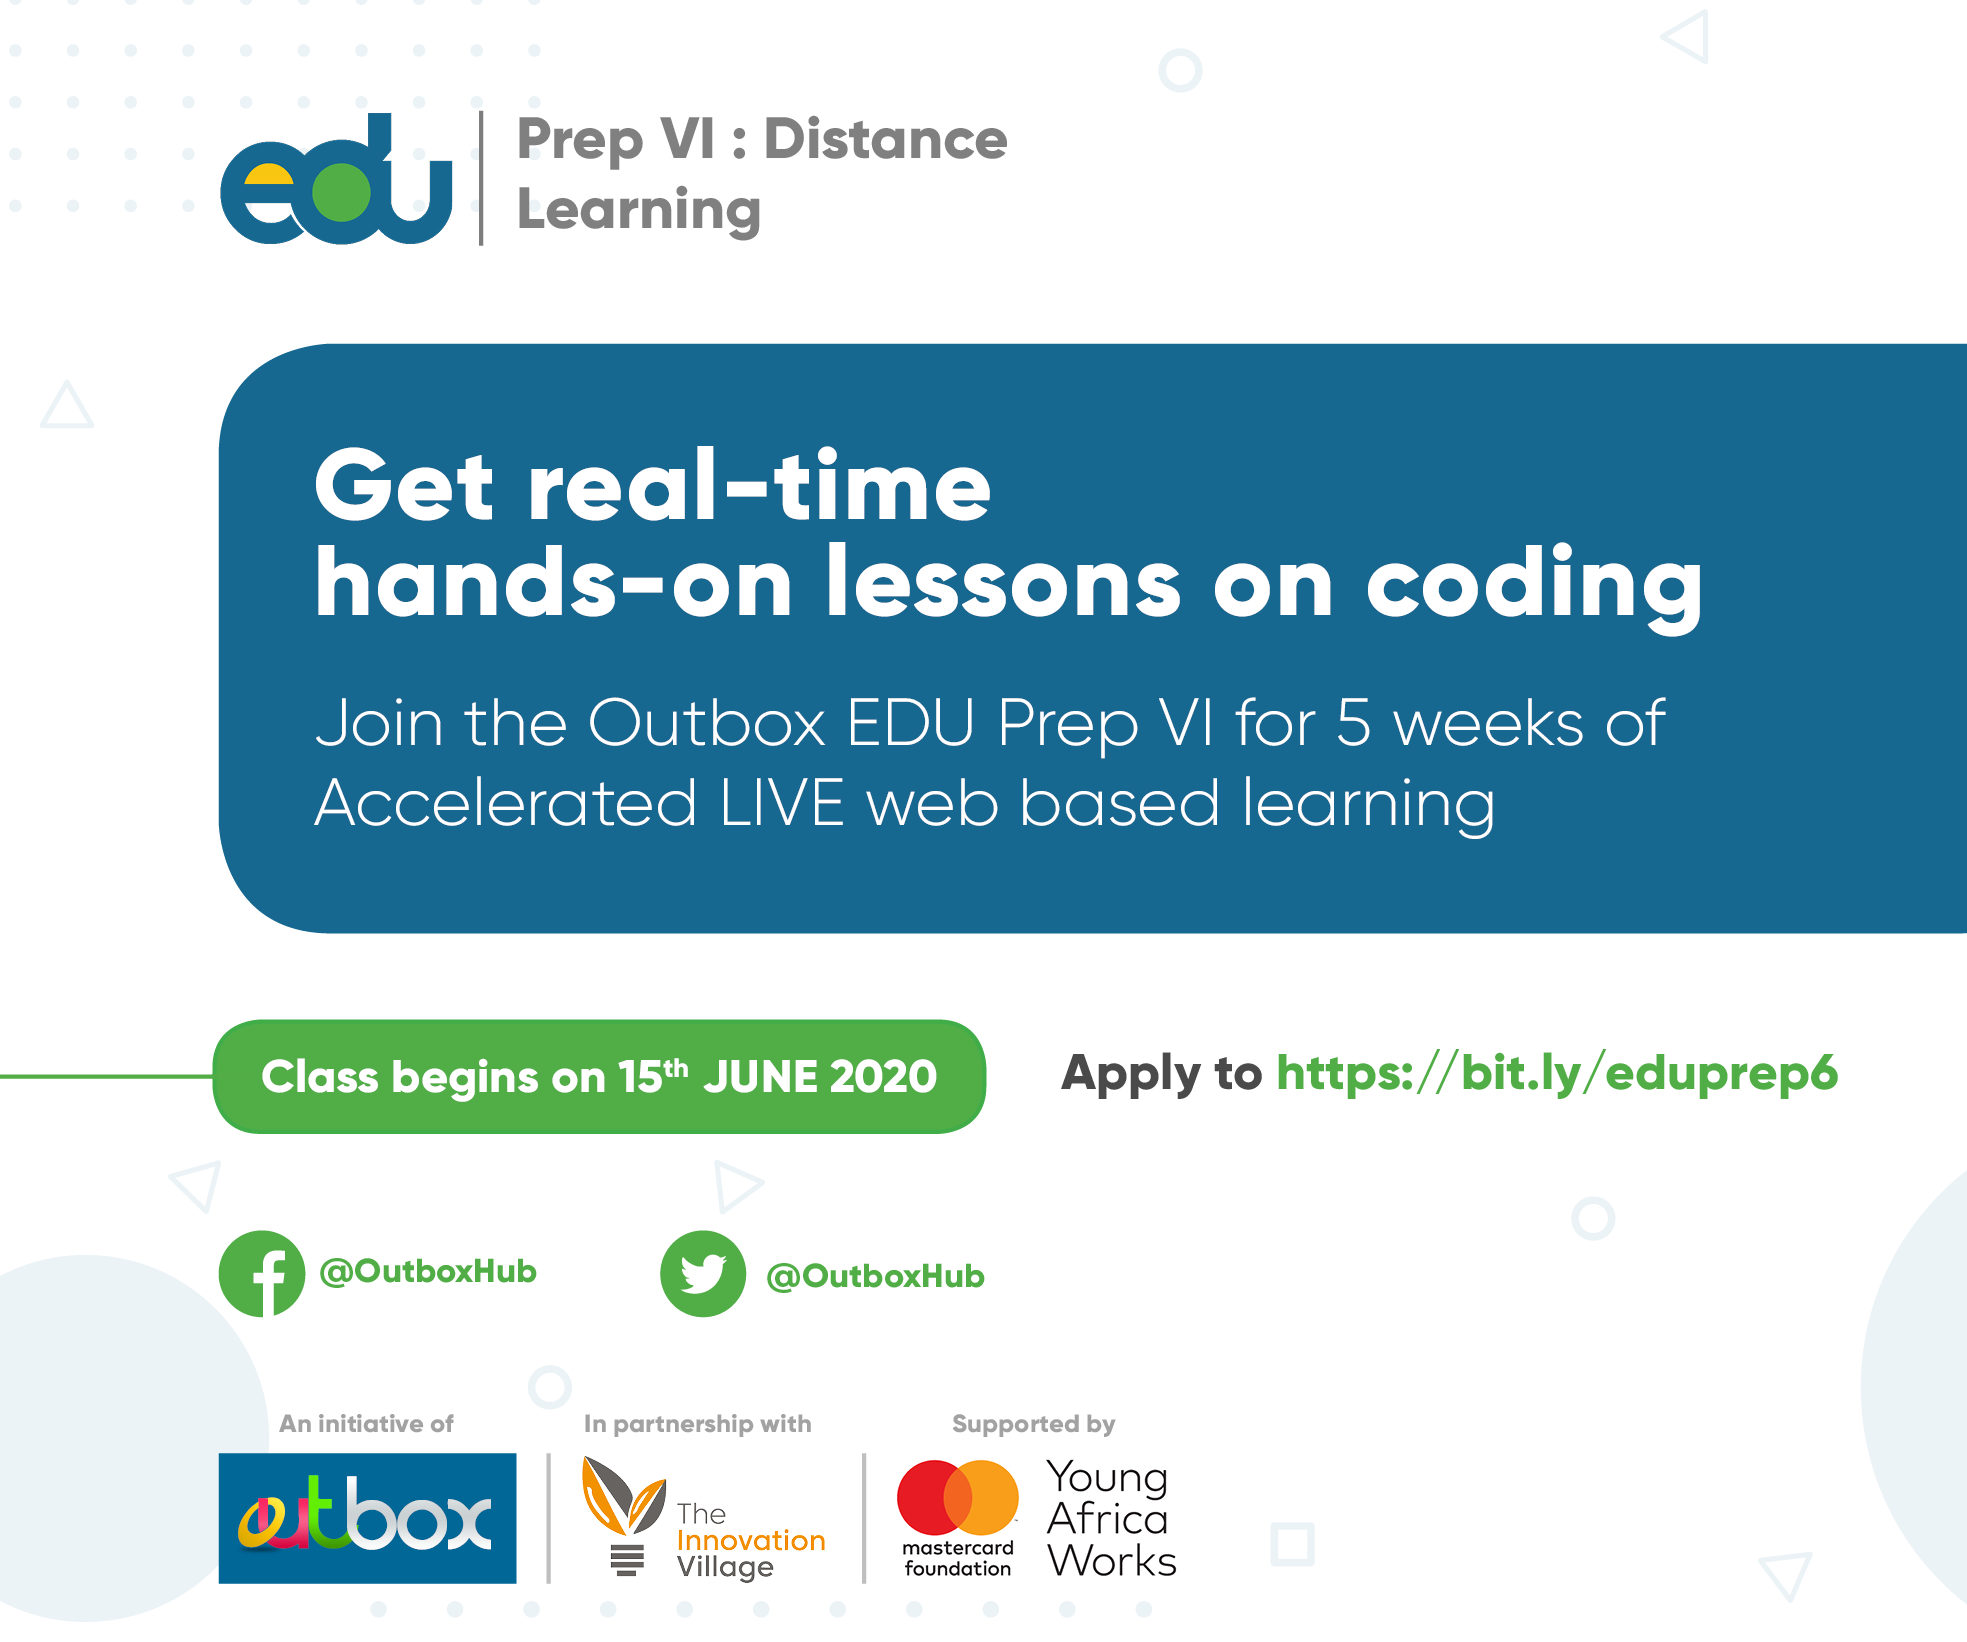 edu
Prep VI : Distance
Learning
Get real-time
hands-on lessons on coding
Join the Outbox EDU Prep VI for 5 weeks of
Accelerated LIVE web based learning
Class begins on 15th JUNE 2020
Apply to https://bit.ly/eduprep6
@OutboxHub
@OutboxHub
An initiative of
outbox
In partnership with
The
Innovation
Village
Supported by
mastercard
foundation
Young
Africa
Works